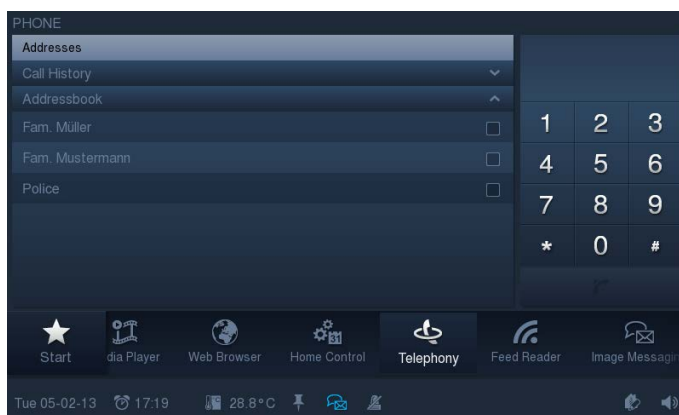 PHONE
Addresses
Call History
Addressbook
Fam. Müller
Fam. Mustermann
Police
1 2 3
4 5 6
7 8 9
* 0 #
31
Start dia Player Web Browser Home Control Telephony Feed Reader Image Messagin
Tue 05-02-13 17:19 28.8°C